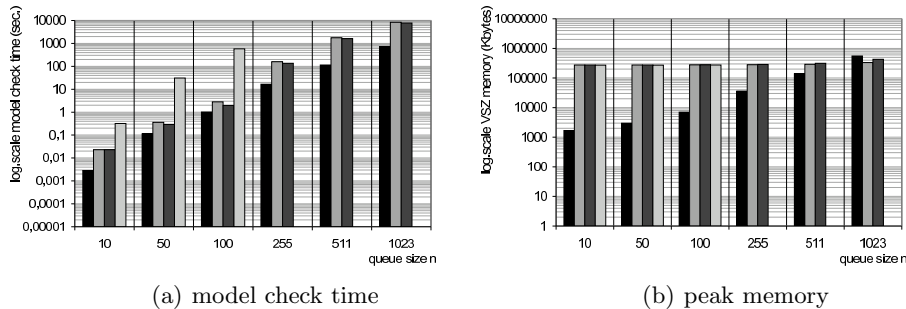 log.scale model check time (sec.)
10000
1000
100
10
1
0,1
0,01
0,001
0,0001
0,00001
10 50 100 255 511 1023
queue size n
(a) model check time
log.scale VSZ memory (Kbytes)
10000000
1000000
100000
10000
1000
100
10
1
10 50 100 255 511 1023
queue size n
(b) peak memory